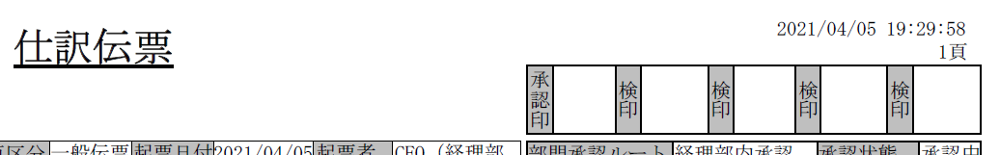 2021/04/05 19:29:58
仕訳伝票
1頁
承認印 検印 検印 検印 検印
区分 一般伝票 起票日付 2021/04/05 起票者 CFO（経理部
部門承認ルート 経理部内承認 承認状態 承認中